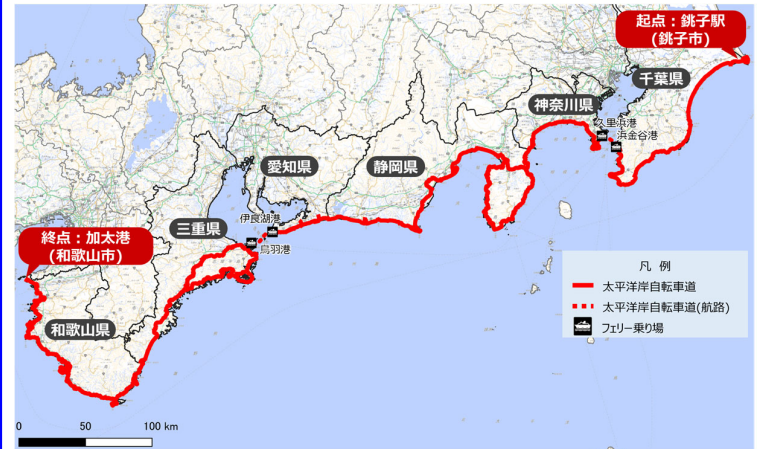 起点：銚子駅
(銚子市)
千葉県
神奈川県
久里浜港
浜金谷港
静岡県
愛知県
伊良湖港
三重県
鳥羽港
終点：加太港
(和歌山市)
和歌山県
凡 例
太平洋岸自転車道
太平洋岸自転車道(航路)
フェリー乗り場
0 50 100 km